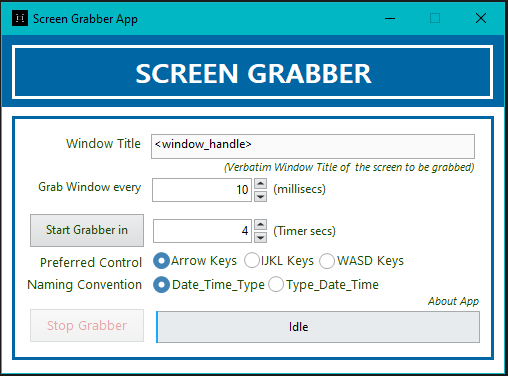 Screen Grabber App
SCREEN GRABBER
Window Title <window_handle>
(Verbatim Window Title of the screen to be grabbed)
Grab Window every 10 (millisecs)
Start Grabber in 4 (Timer secs)
Preferred Control Arrow Keys IJKL Keys WASD Keys
Naming Convention Date_Time_Type Type_Date_Time
About App
Stop Grabber Idle